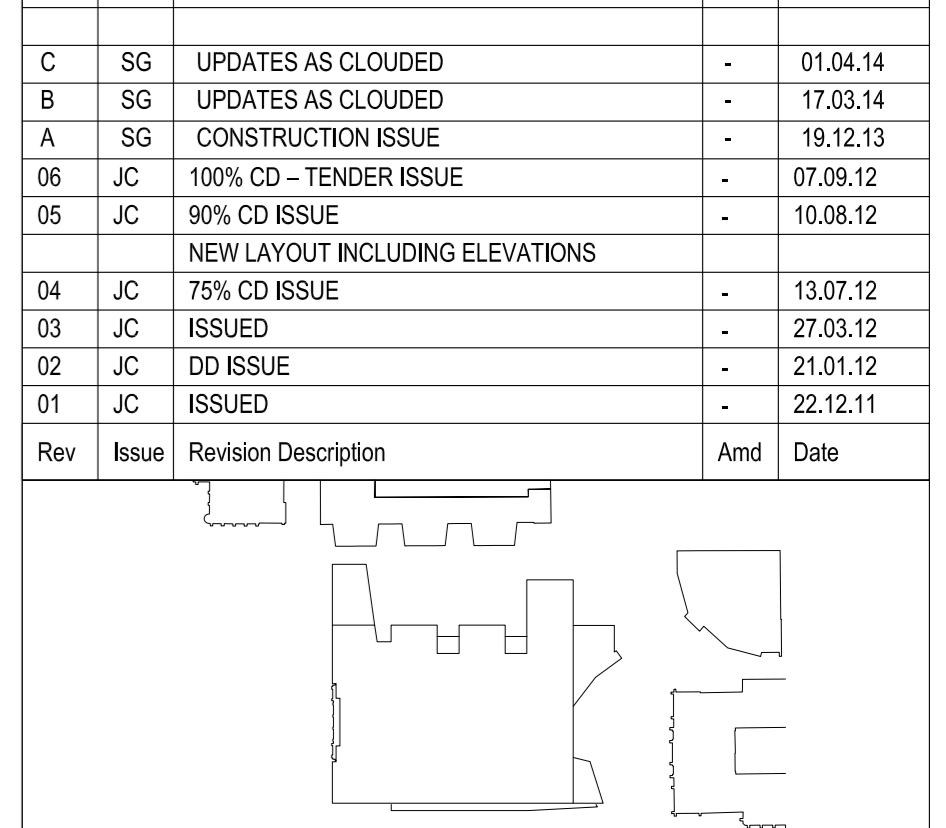 C SG UPDATES AS CLOUDED - 01.04.14
B SG UPDATES AS CLOUDED - 17.03.14
A SG CONSTRUCTION ISSUE - 19.12.13
06 JC 100% CD – TENDER ISSUE - 07.09.12
05 JC 90% CD ISSUE - 10.08.12
NEW LAYOUT INCLUDING ELEVATIONS
04 JC 75% CD ISSUE - 13.07.12
03 JC ISSUED - 27.03.12
02 JC DD ISSUE - 21.01.12
01 JC ISSUED - 22.12.11
Rev Issue Revision Description Amd Date